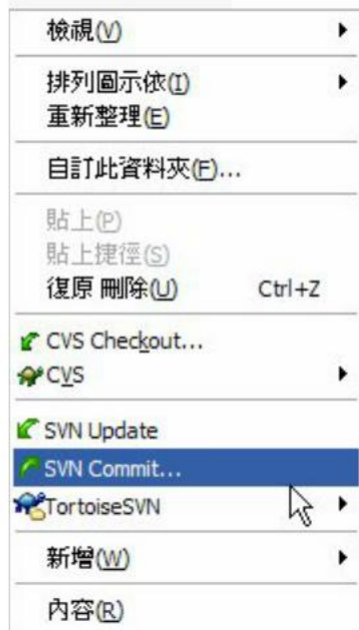 檢視(V)
排列圖示依(I)
重新整理(E)
自訂此資料夾(F)...
貼上(P)
貼上捷徑(S)
復原 刪除(U) Ctrl+Z
CVS Checkout...
CVS
SVN Update
SVN Commit...
TortoiseSVN
新增(W)
內容(R)